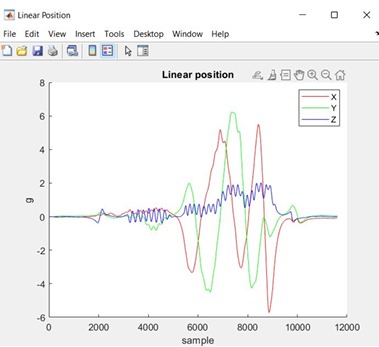 Linear Position
File Edit View Insert Tools Desktop Window Help
Linear position
8
6
4
2
0
-2
-4
-6
g
X
Y
Z
0 2000 4000 6000 8000 10000 12000
sample